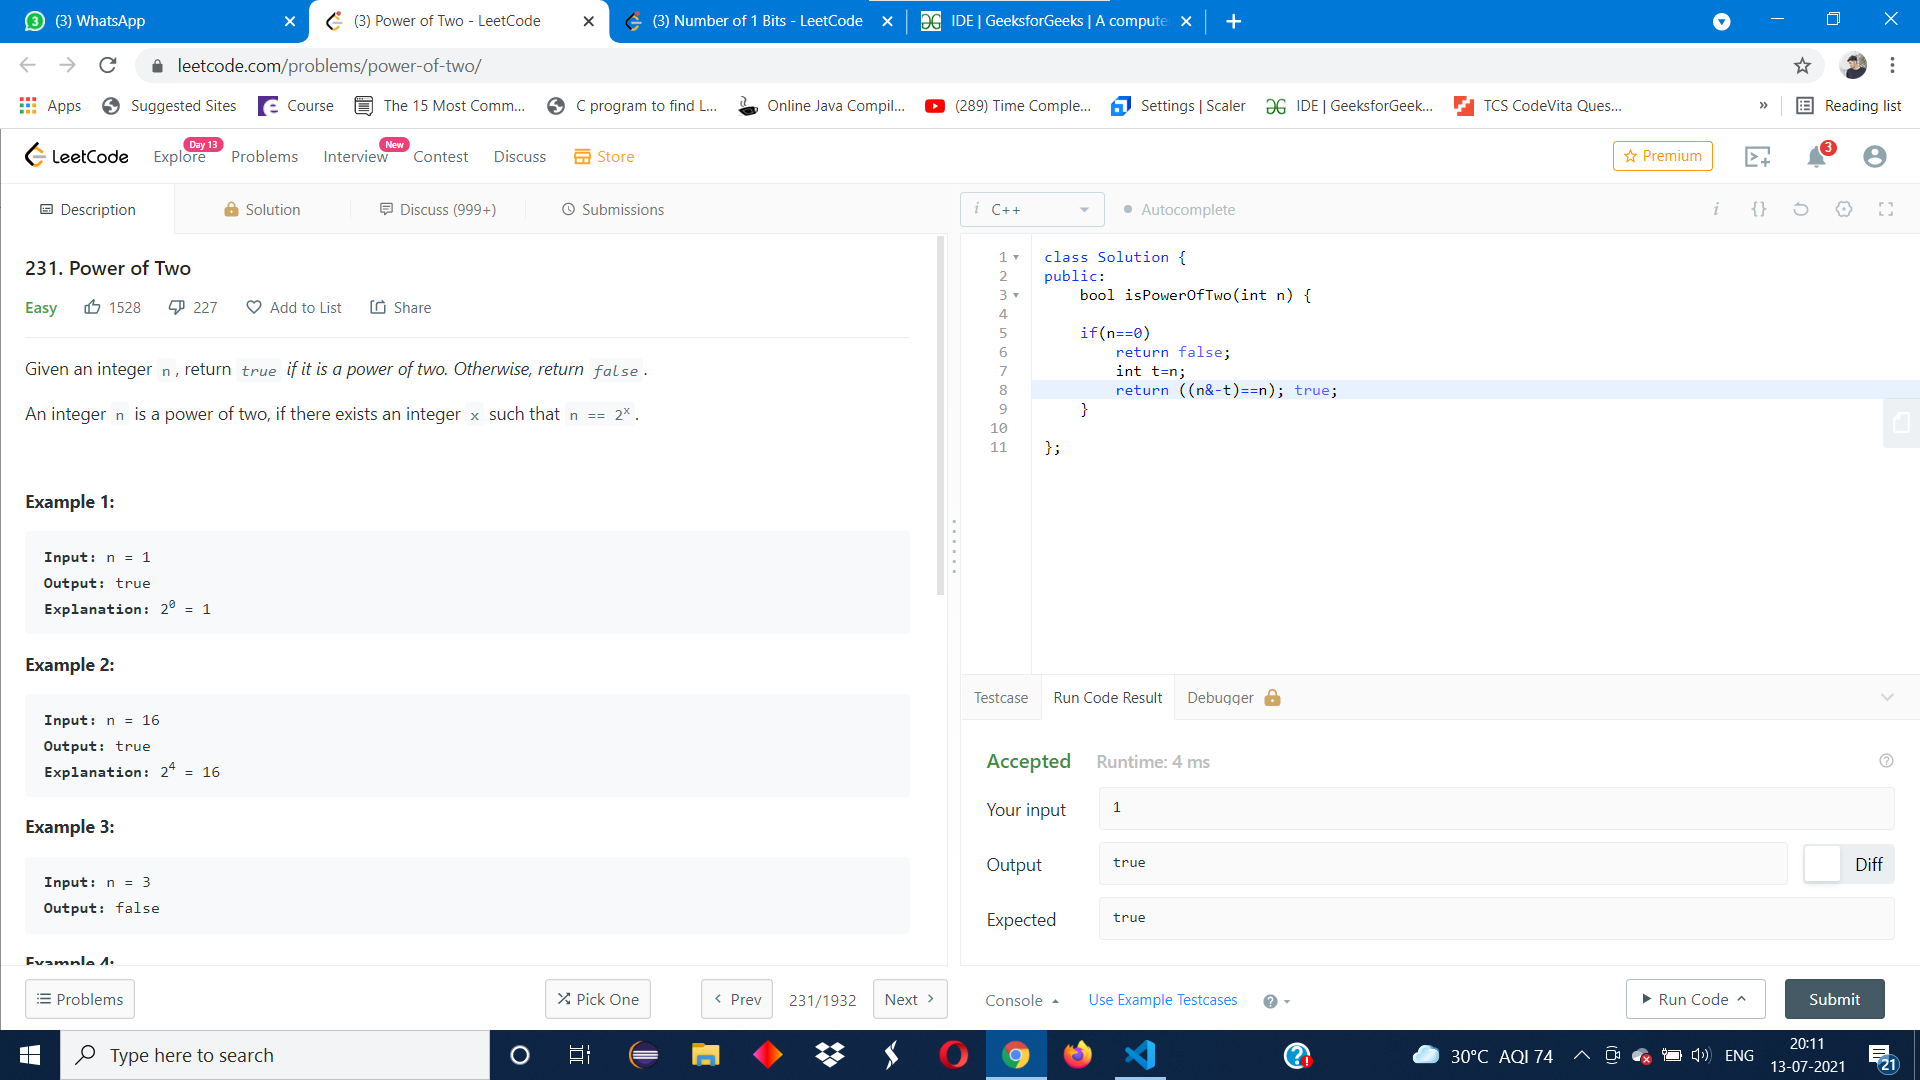 (3) WhatsApp
(3) Power of Two - LeetCode
(3) Number of 1 Bits - LeetCode
IDE | GeeksforGeeks | A compute
leetcode.com/problems/power-of-two/
Apps
Suggested Sites
Course
The 15 Most Comm...
C program to find L...
Online Java Compil...
(289) Time Comple...
Settings | Scaler
IDE | GeeksforGeek...
TCS CodeVita Ques...
»
Reading list
LeetCode
Explore
Day 13
Problems
Interview
New
Contest
Discuss
Store
Premium
3
Description
Solution
Discuss (999+)
Submissions
i C++
Autocomplete
i
{}
231. Power of Two
Easy
1528
227
Add to List
Share
Given an integer n, return true if it is a power of two. Otherwise, return false.
An integer n is a power of two, if there exists an integer x such that n == 2ˣ.
Example 1:
Input: n = 1
Output: true
Explanation: 2⁰ = 1
Example 2:
Input: n = 16
Output: true
Explanation: 2⁴ = 16
Example 3:
Input: n = 3
Output: false
Example 4:
1 class Solution {
2 public:
3 bool isPowerOfTwo(int n) {
4
5 if(n==0)
6 return false;
7 int t=n;
8 return ((n&-t)==n); true;
9 }
10
11 };
Testcase
Run Code Result
Debugger
Accepted
Runtime: 4 ms
Your input
1
Output
true
Diff
Expected
true
Problems
Pick One
Prev
231/1932
Next
Console
Use Example Testcases
Run Code
Submit
Type here to search
30°C AQI 74
ENG
20:11
13-07-2021
21